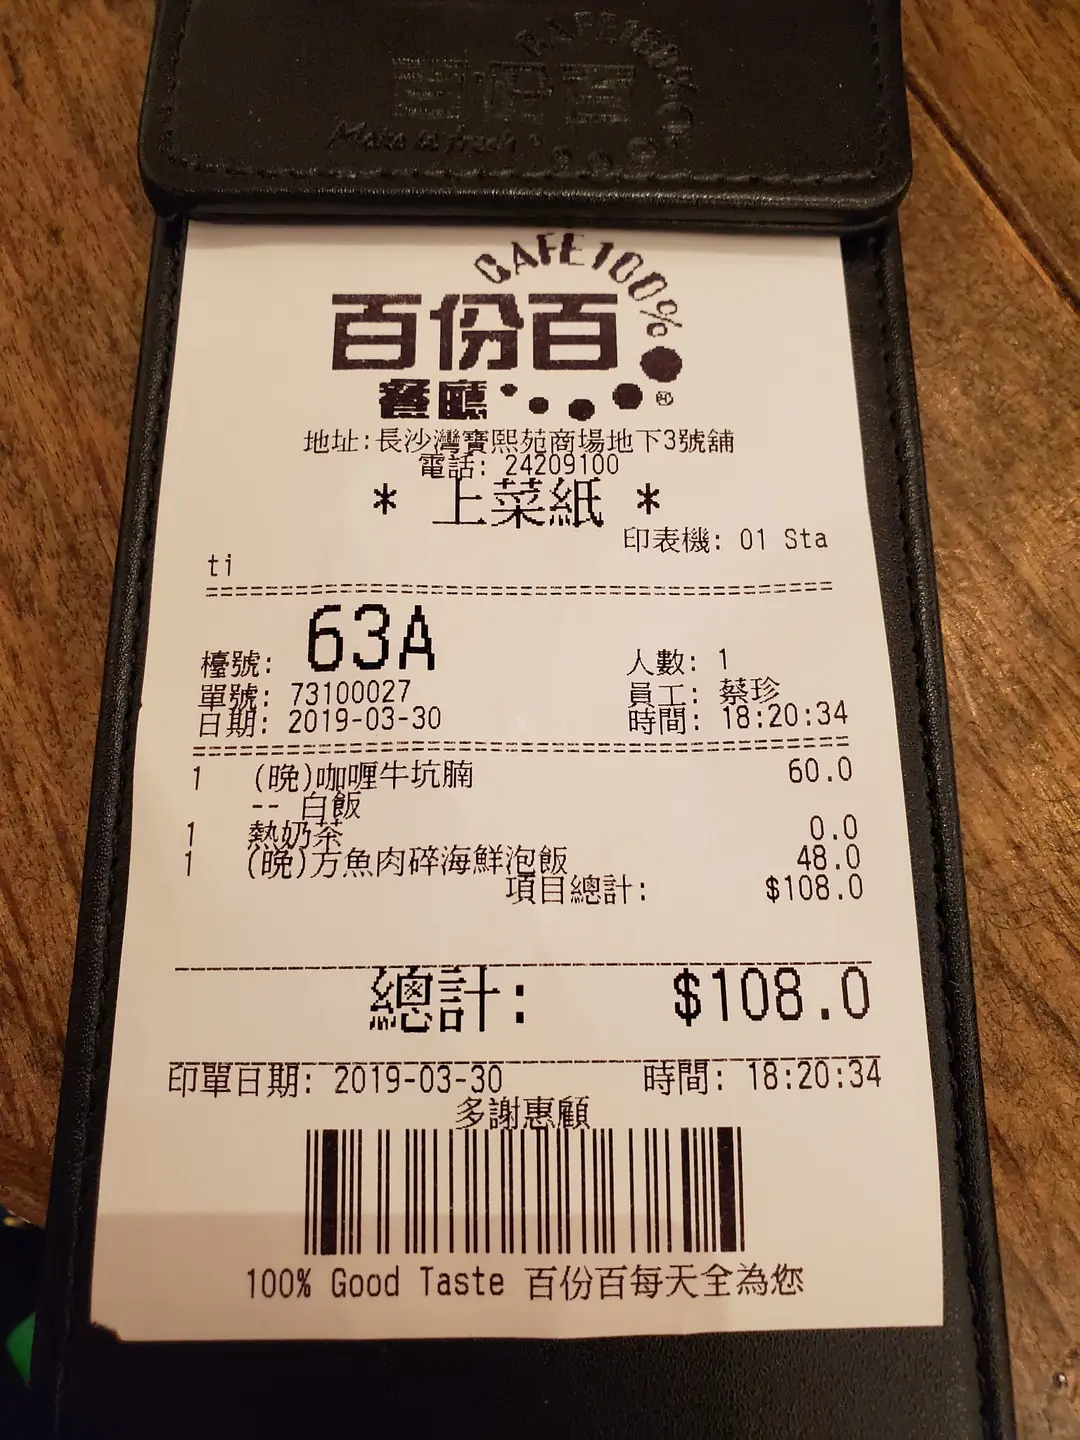 Make it fresh
CAFE100%
百份百
餐廳
地址:長沙灣寶熙苑商場地下3號舖
電話: 24209100
* 上菜紙 *
印表機: 01 Sta
ti
檯號: 63A 人數: 1
單號: 73100027 員工: 蔡珍
日期: 2019-03-30 時間: 18:20:34
1 (晚)咖喱牛坑腩 60.0
-- 白飯
1 熱奶茶 0.0
1 (晚)方魚肉碎海鮮泡飯 48.0
項目總計: $108.0
總計: $108.0
印單日期: 2019-03-30 時間: 18:20:34
多謝惠顧
100% Good Taste 百份百每天全為您